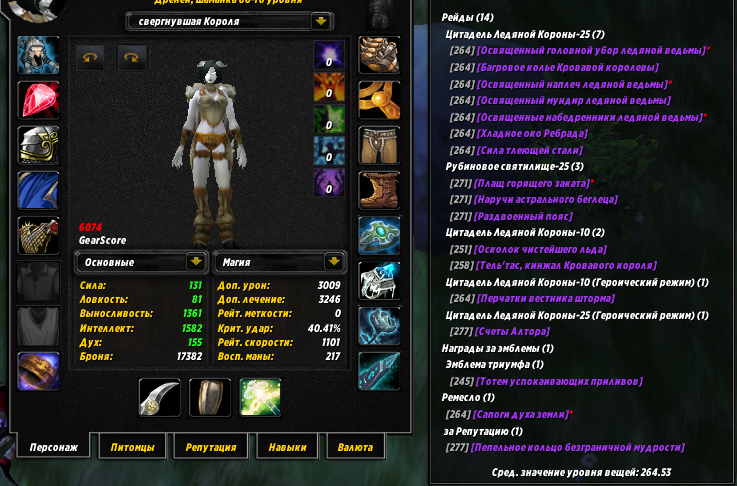 Дреней, шаманка 80-го уровня
свергнувшая Короля
0
0
0
0
0
6074
GearScore
Основные
Магия
Сила: 131
Ловкость: 81
Выносливость: 1361
Интеллект: 1582
Дух: 155
Броня: 17382
Доп. урон: 3009
Доп. лечение: 3246
Рейт. меткости: 0
Крит. удар: 40.41%
Рейт. скорости: 1101
Восп. маны: 217
Персонаж
Питомцы
Репутация
Навыки
Валюта
Рейды (14)
Цитадель Ледяной Короны-25 (7)
[264] [Освященный головной убор ледяной ведьмы]*
[264] [Багровое колье Кровавой королевы]
[264] [Освященный наплеч ледяной ведьмы]*
[264] [Освященный мундир ледяной ведьмы]
[264] [Освященные набедренники ледяной ведьмы]*
[264] [Хладное око Ребрада]
[264] [Сила тлеющей стали]
Рубиновое святилище-25 (3)
[271] [Плащ горящего заката]*
[271] [Наручи астрального беглеца]
[271] [Раздвоенный пояс]
Цитадель Ледяной Короны-10 (2)
[251] [Осколок чистейшего льда]
[258] [Тель'тас, кинжал Кровавого короля]
Цитадель Ледяной Короны-10 (Героический режим) (1)
[264] [Перчатки вестника шторма]
Цитадель Ледяной Короны-25 (Героический режим) (1)
[277] [Счеты Алтора]
Награды за эмблемы (1)
Эмблема триумфа (1)
[245] [Тотем успокаивающих приливов]
Ремесло (1)
[264] [Сапоги духа земли]*
за Репутацию (1)
[277] [Пепельное кольцо безграничной мудрости]
Сред. значение уровня вещей: 264.53